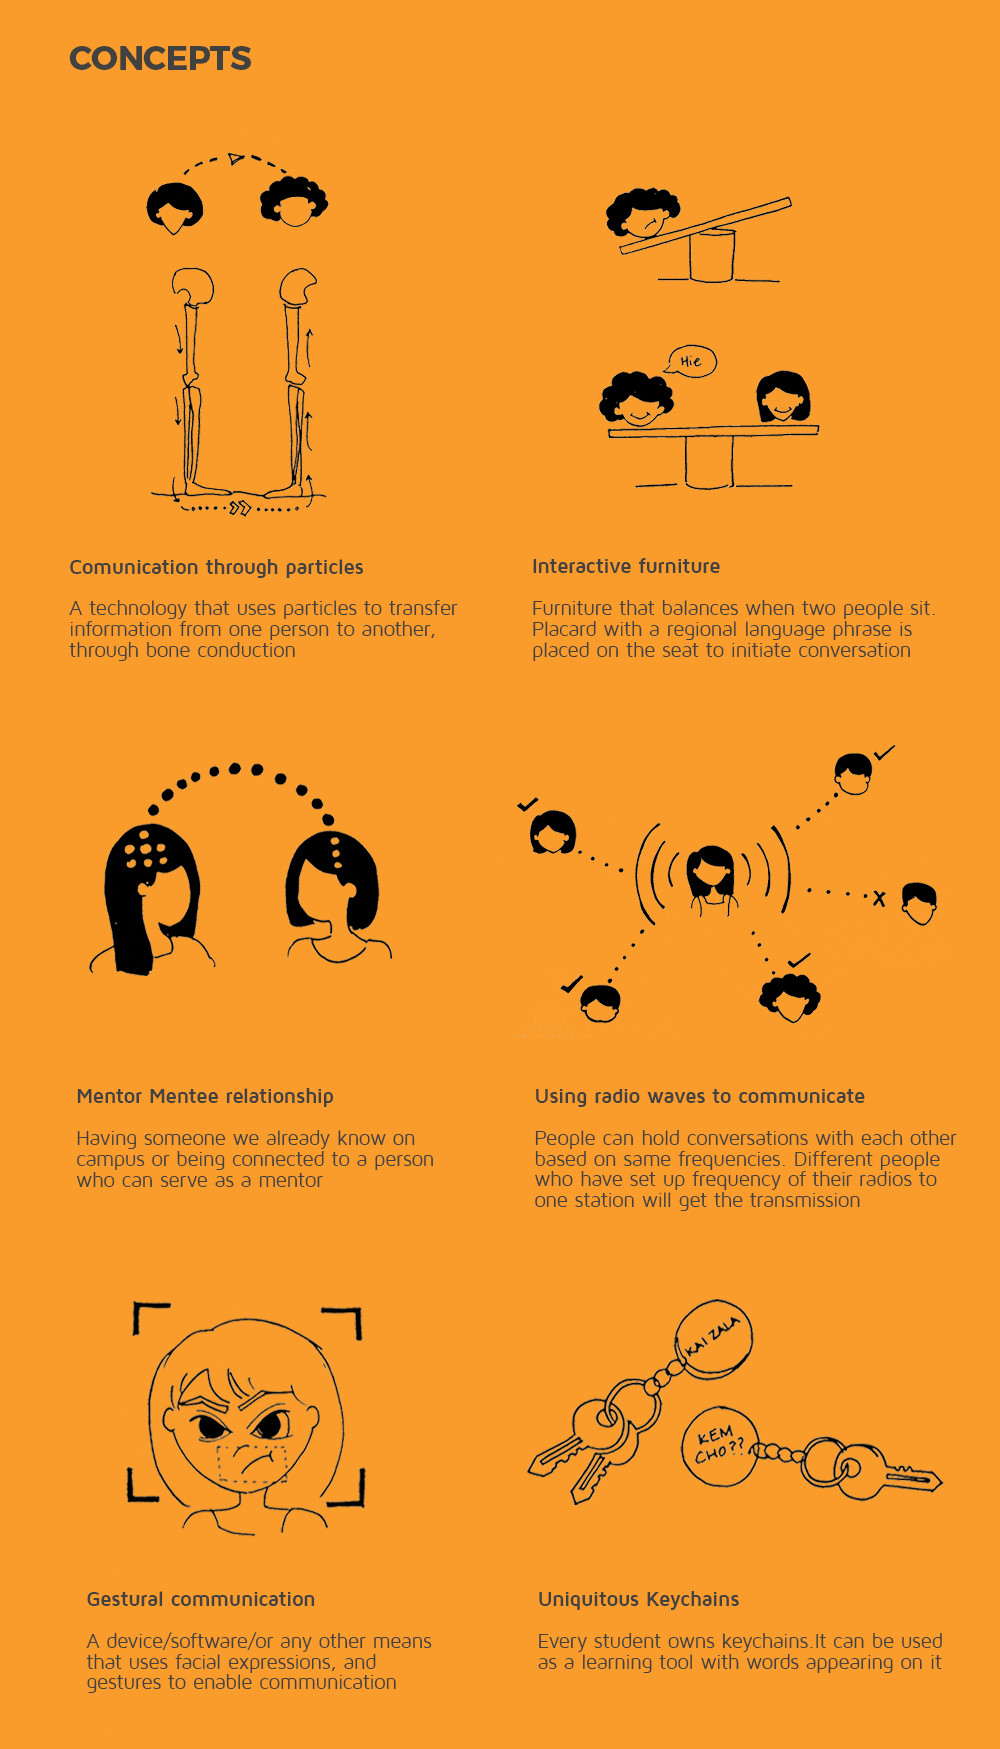 CONCEPTS
Hie
Comunication through particles
A technology that uses particles to transfer
information from one person to another,
through bone conduction
Interactive furniture
Furniture that balances when two people sit.
Placard with a regional language phrase is
placed on the seat to initiate conversation
Mentor Mentee relationship
Having someone we already know on
campus or being connected to a person
who can serve as a mentor
Using radio waves to communicate
People can hold conversations with each other
based on same frequencies. Different people
who have set up frequency of their radios to
one station will get the transmission
KAI ZALA
KEM
CHO??
Gestural communication
A device/software/or any other means
that uses facial expressions, and
gestures to enable communication
Uniquitous Keychains
Every student owns keychains.It can be used
as a learning tool with words appearing on it